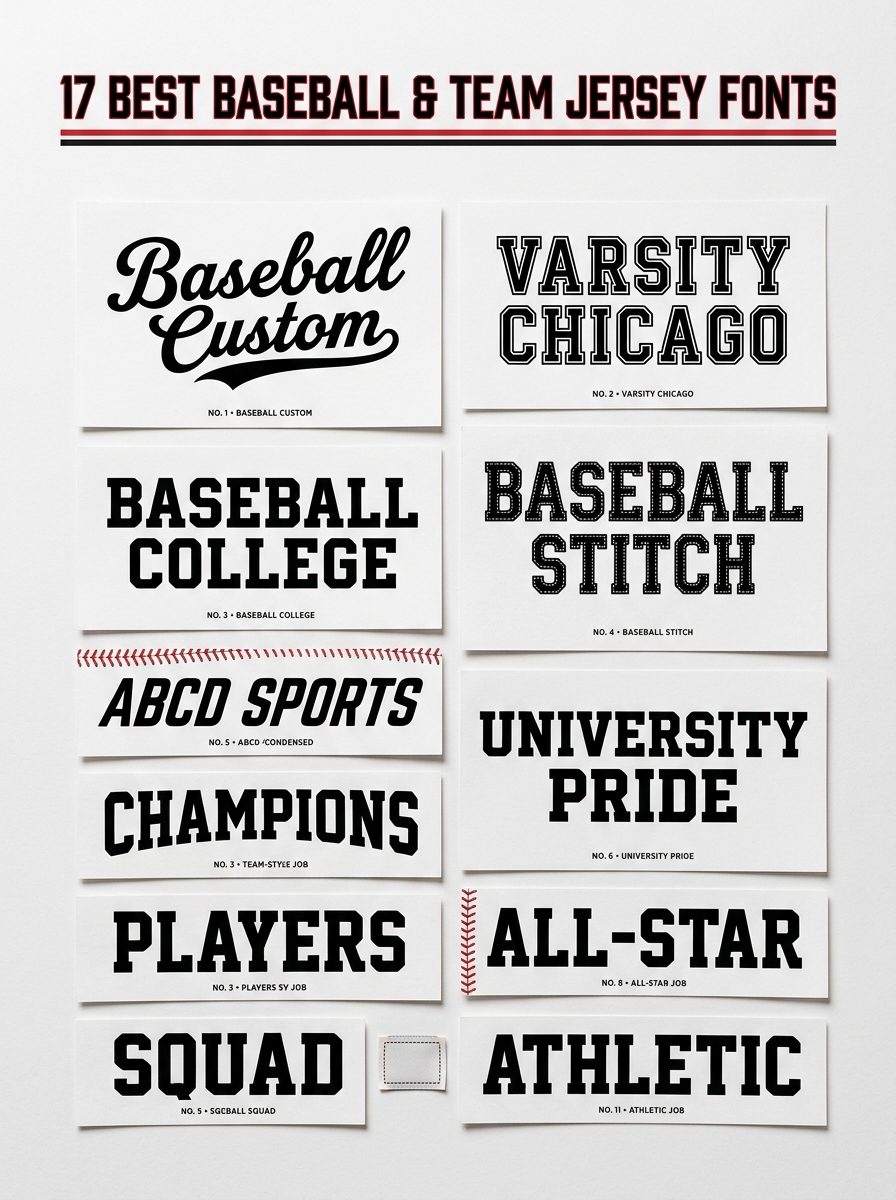 17 BEST BASEBALL & TEAM JERSEY FONTS
Baseball
Custom
NO. 1 • BASEBALL CUSTOM
VARSITY
CHICAGO
NO. 2 • VARSITY CHICAGO
BASEBALL
COLLEGE
NO. 3 • BASEBALL COLLEGE
BASEBALL
STITCH
NO. 4 • BASEBALL STITCH
ABCD SPORTS
NO. 5 • ABCD /CONDENSED
UNIVERSITY
PRIDE
NO. 6 • UNIVERSITY PRIOE
CHAMPIONS
NO. 3 • TEAM-STYLE JOB
PLAYERS
NO. 3 • PLAYERS SY JOB
ALL-STAR
NO. 8 • ALL-STAR JOB
SQUAD
NO. 5 • SGCBALL SQUAD
ATHLETIC
NO. 11 • ATHLETIC JOB